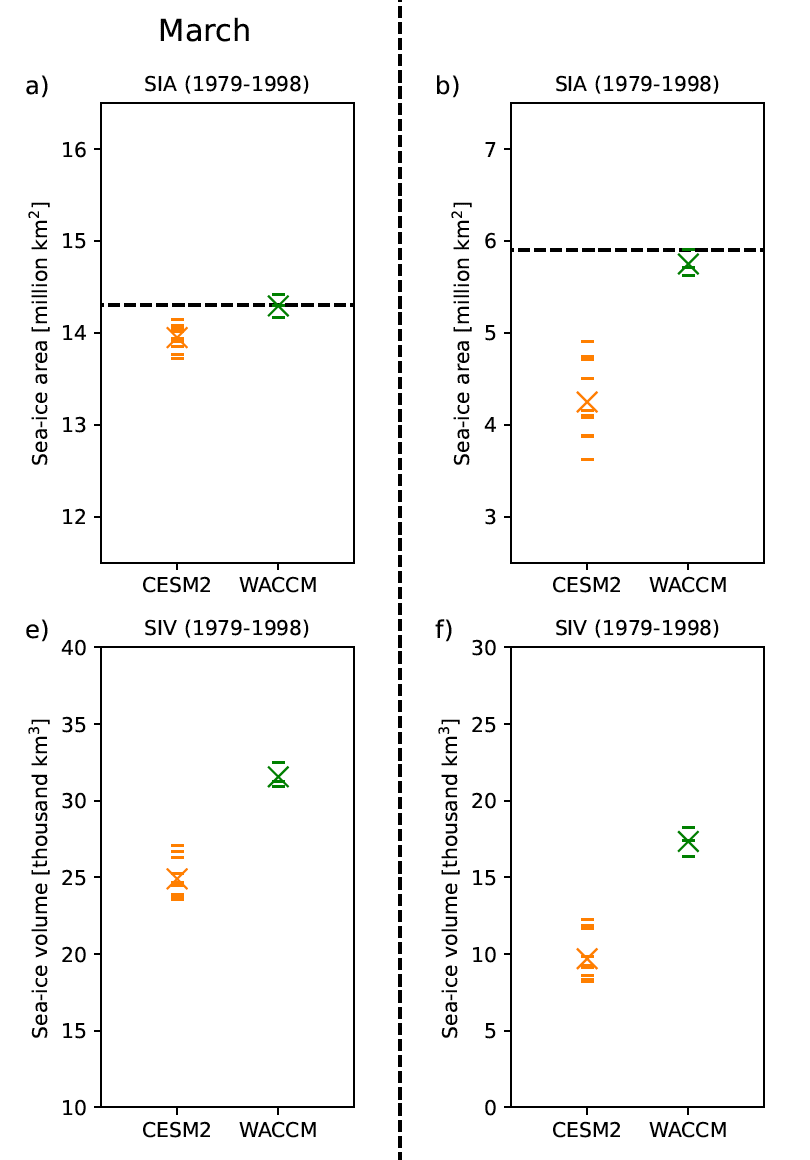 March
a)
SIA (1979-1998)
16
15
14
13
12
Sea-ice area [million km²]
CESM2
WACCM
b)
SIA (1979-1998)
7
6
5
4
3
Sea-ice area [million km²]
CESM2
WACCM
e)
SIV (1979-1998)
40
35
30
25
20
15
10
Sea-ice volume [thousand km³]
CESM2
WACCM
f)
SIV (1979-1998)
30
25
20
15
10
5
0
Sea-ice volume [thousand km³]
CESM2
WACCM